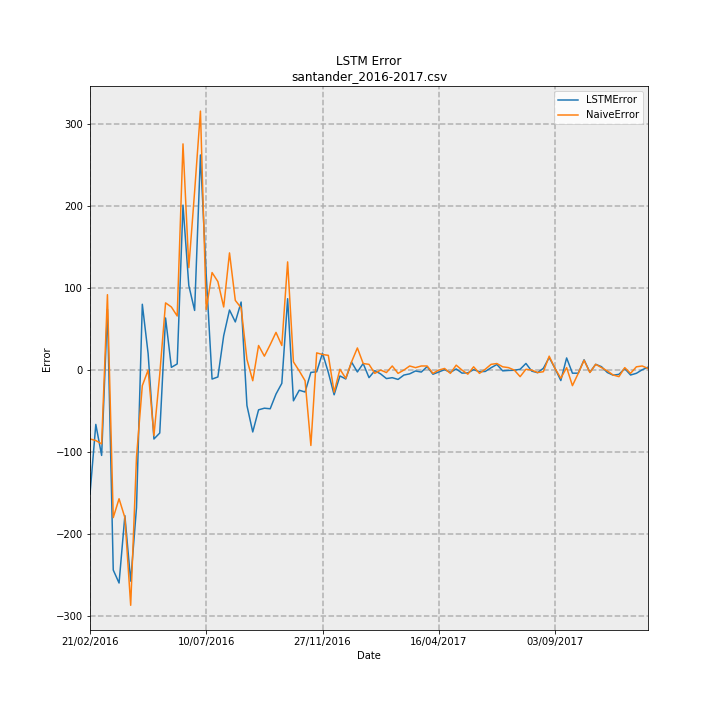 LSTM Error
santander_2016-2017.csv
LSTMError
NaiveError
300
200
100
0
−100
−200
−300
Error
21/02/2016 10/07/2016 27/11/2016 16/04/2017 03/09/2017
Date